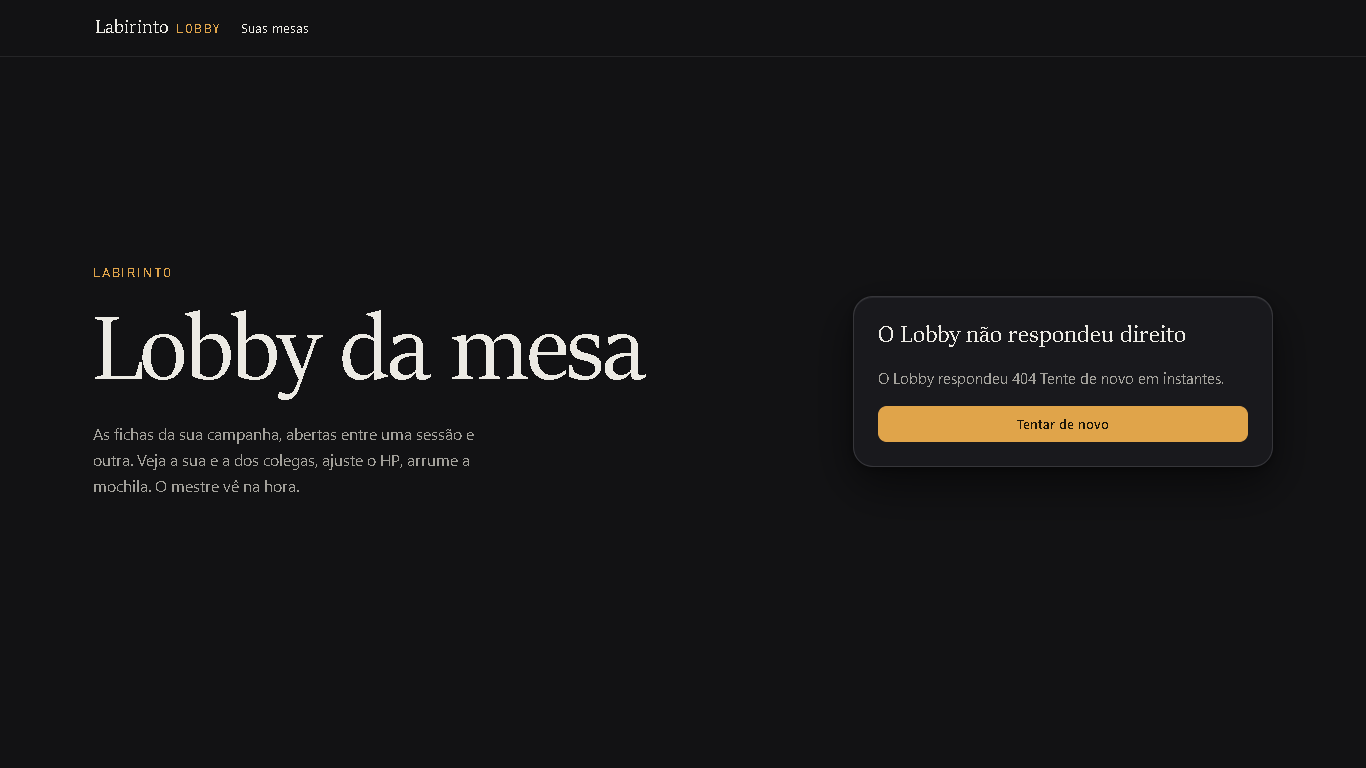 Labirinto LOBBY Suas mesas
LABIRINTO
Lobby da mesa
As fichas da sua campanha, abertas entre uma sessão e
outra. Veja a sua e a dos colegas, ajuste o HP, arrume a
mochila. O mestre vê na hora.
O Lobby não respondeu direito
O Lobby respondeu 404 Tente de novo em instantes.
Tentar de novo